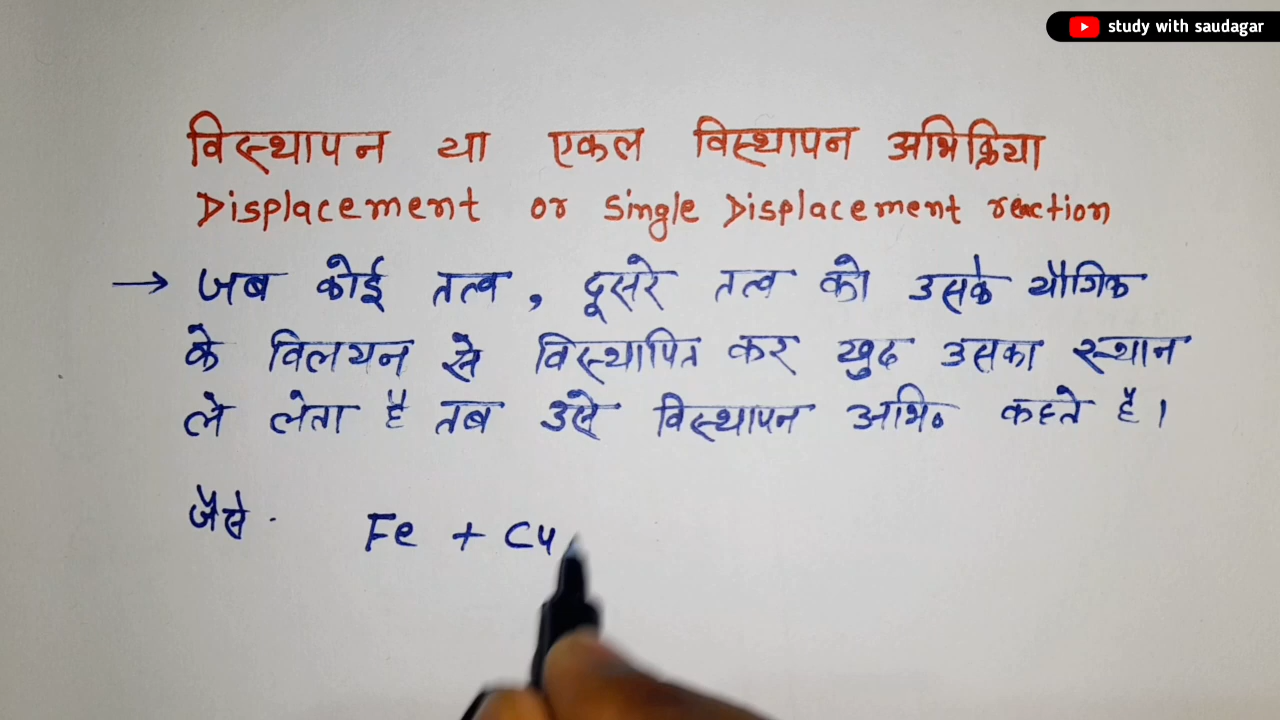 study with saudagar
विस्थापन या एकल विस्थापन अभिक्रिया
Displacement or Single Displacement reaction
→ जब कोई तत्व, दूसरे तत्व को उसके यौगिक
के विलयन से विस्थापित कर खुद उसका स्थान
ले लेता है तब उसे विस्थापन अभि० कहते है।
जैसे. Fe + Cu